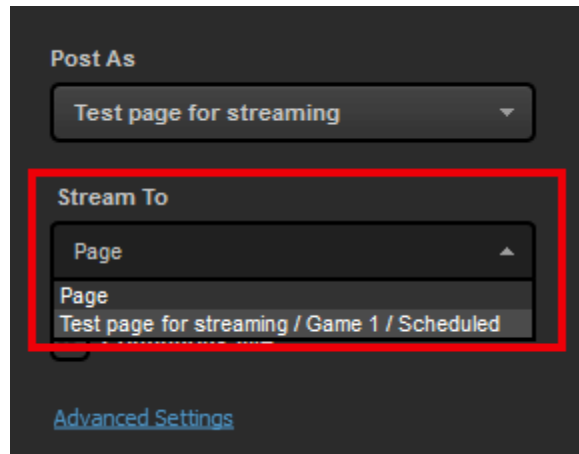 Post As
Test page for streaming
Stream To
Page
Page
Test page for streaming / Game 1 / Scheduled
Advanced Settings